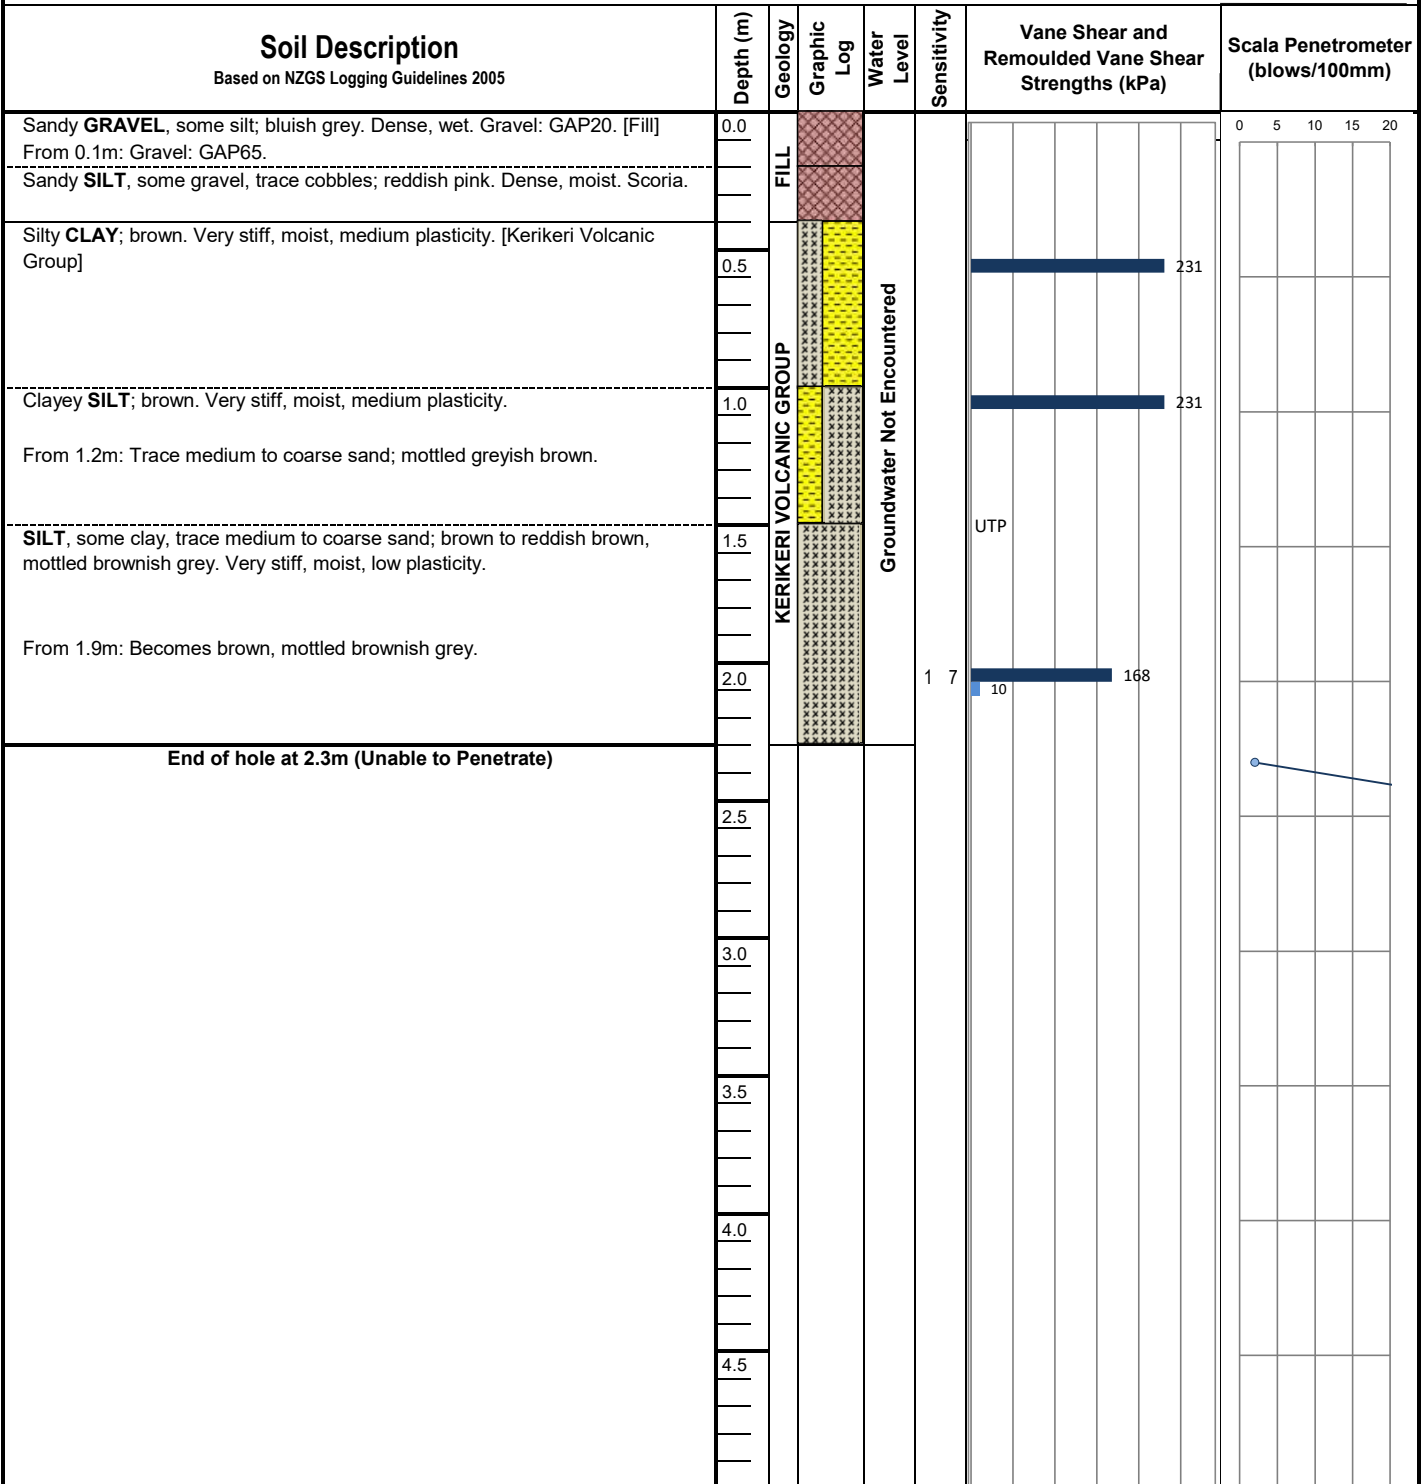 Soil Description
Based on NZGS Logging Guidelines 2005
Depth (m)
Geology
Graphic
Log
Water
Level
Sensitivity
Vane Shear and
Remoulded Vane Shear
Strengths (kPa)
Scala Penetrometer
(blows/100mm)
0 5 10 15 20
Sandy GRAVEL, some silt; bluish grey. Dense, wet. Gravel: GAP20. [Fill]
From 0.1m: Gravel: GAP65.
Sandy SILT, some gravel, trace cobbles; reddish pink. Dense, moist. Scoria.
0.0
FILL
Silty CLAY; brown. Very stiff, moist, medium plasticity. [Kerikeri Volcanic
Group]
0.5
231
KERIKERI VOLCANIC GROUP
Groundwater Not Encountered
Clayey SILT; brown. Very stiff, moist, medium plasticity.
1.0
231
From 1.2m: Trace medium to coarse sand; mottled greyish brown.
UTP
SILT, some clay, trace medium to coarse sand; brown to reddish brown,
mottled brownish grey. Very stiff, moist, low plasticity.
1.5
From 1.9m: Becomes brown, mottled brownish grey.
2.0
1 7
168
10
End of hole at 2.3m (Unable to Penetrate)
2.5
3.0
3.5
4.0
4.5